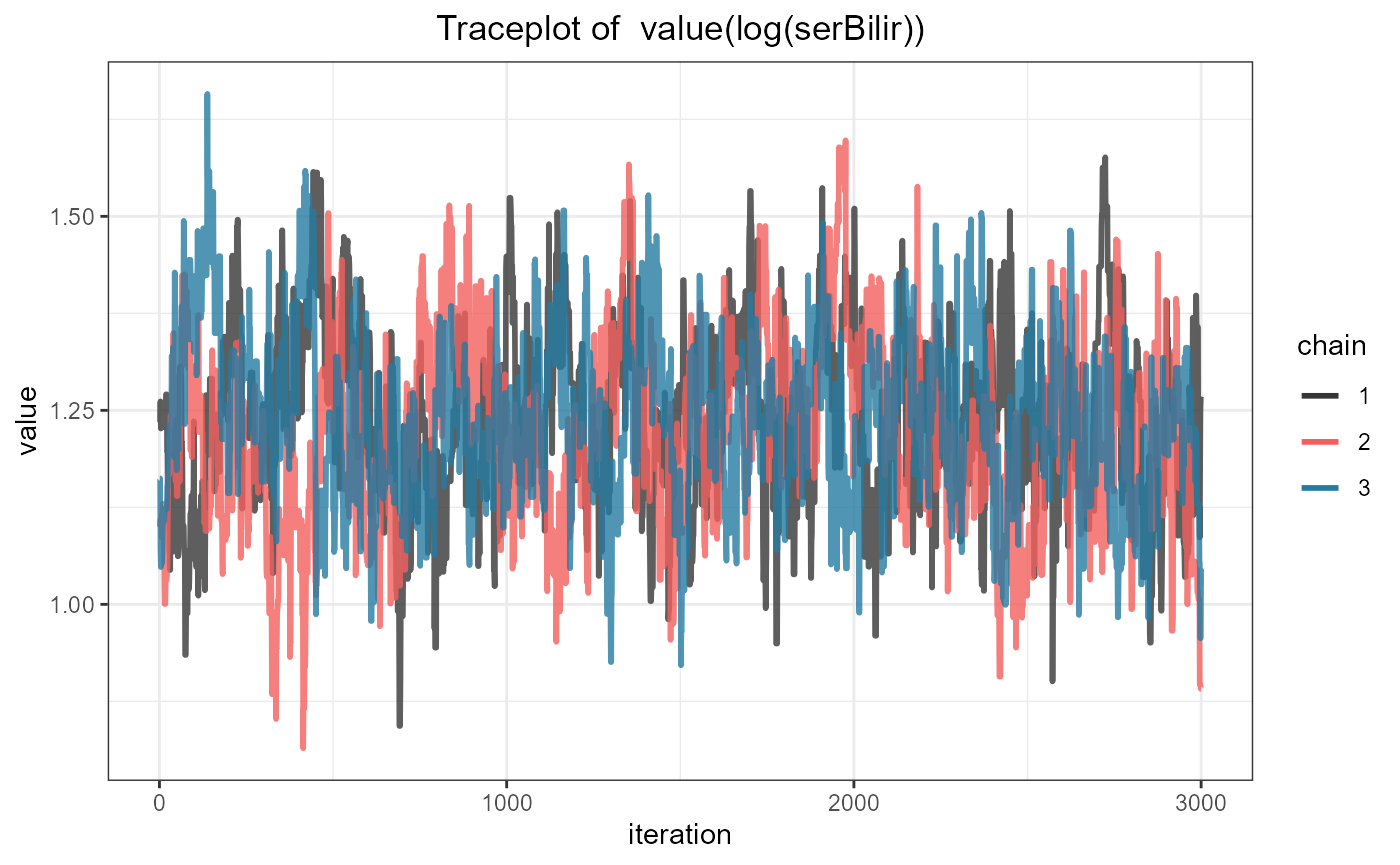 Traceplot of  value(log(serBilir))
value
1.50
1.25
1.00
0
1000
2000
3000
iteration
chain
1
2
3